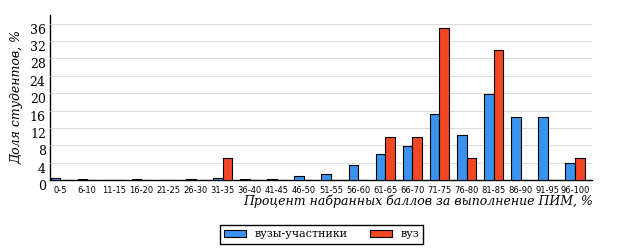 Доля студентов, %
36
32
28
24
20
16
12
8
4
0
0-5 6-10 11-15 16-20 21-25 26-30 31-35 36-40 41-45 46-50 51-55 56-60 61-65 66-70 71-75 76-80 81-85 86-90 91-95 96-100
Процент набранных баллов за выполнение ПИМ, %
вузы-участники вуз